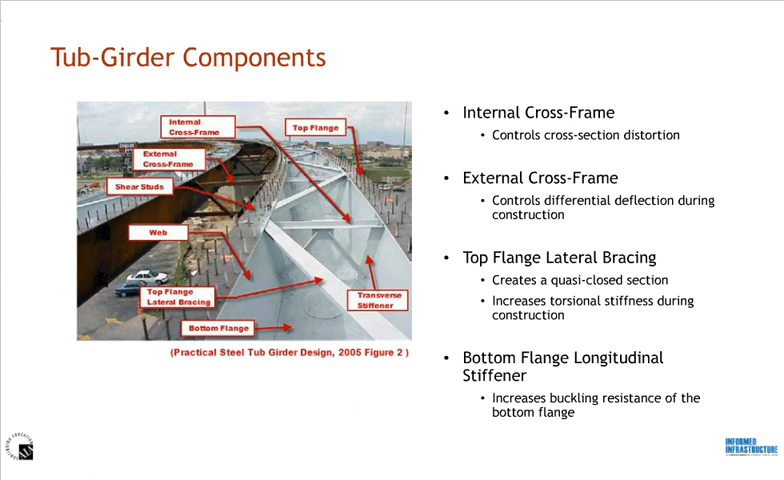 Tub-Girder Components
Internal
Cross-Frame
Top Flange
External
Cross-Frame
Shear Studs
Web
Top Flange
Lateral Bracing
Transverse
Stiffener
Bottom Flange
(Practical Steel Tub Girder Design, 2005 Figure 2 )
• Internal Cross-Frame
• Controls cross-section distortion
• External Cross-Frame
• Controls differential deflection during
construction
• Top Flange Lateral Bracing
• Creates a quasi-closed section
• Increases torsional stiffness during
construction
• Bottom Flange Longitudinal
Stiffener
• Increases buckling resistance of the
bottom flange
CONTINUING EDUCATION
INFORMED
INFRASTRUCTURE